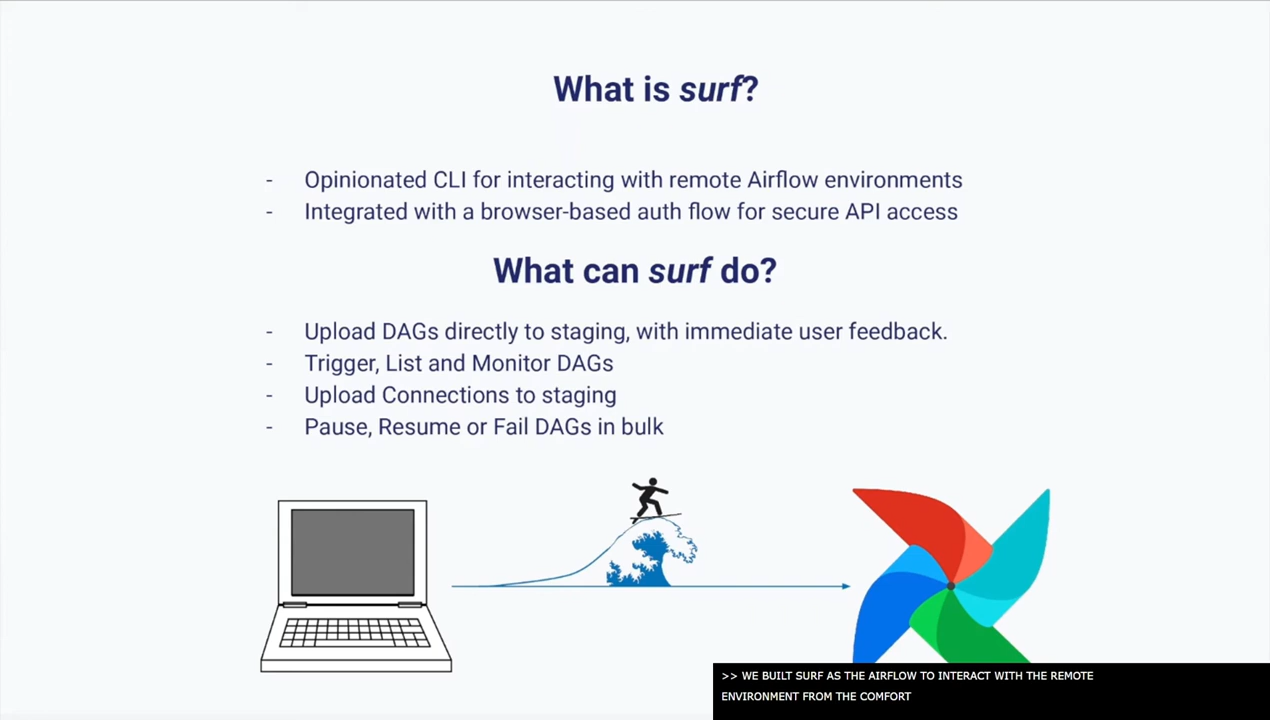 What is surf?
- Opinionated CLI for interacting with remote Airflow environments
- Integrated with a browser-based auth flow for secure API access
What can surf do?
- Upload DAGs directly to staging, with immediate user feedback.
- Trigger, List and Monitor DAGs
- Upload Connections to staging
- Pause, Resume or Fail DAGs in bulk
>> WE BUILT SURF AS THE AIRFLOW TO INTERACT WITH THE REMOTE
ENVIRONMENT FROM THE COMFORT